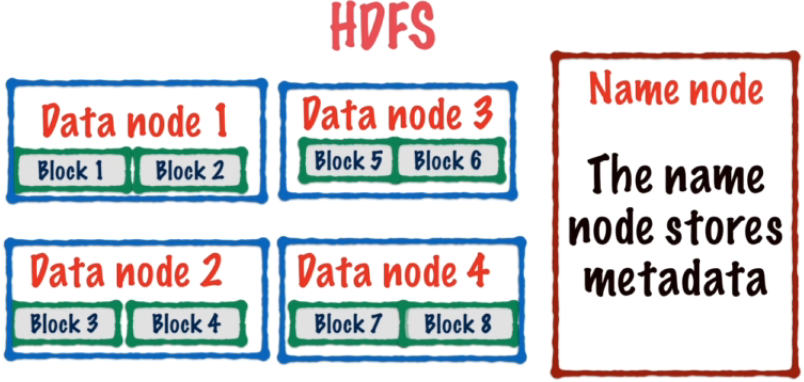 HDFS
Data node 1
Block 1 Block 2
Data node 3
Block 5 Block 6
Data node 2
Block 3 Block 4
Data node 4
Block 7 Block 8
Name node
The name
node stores
metadata